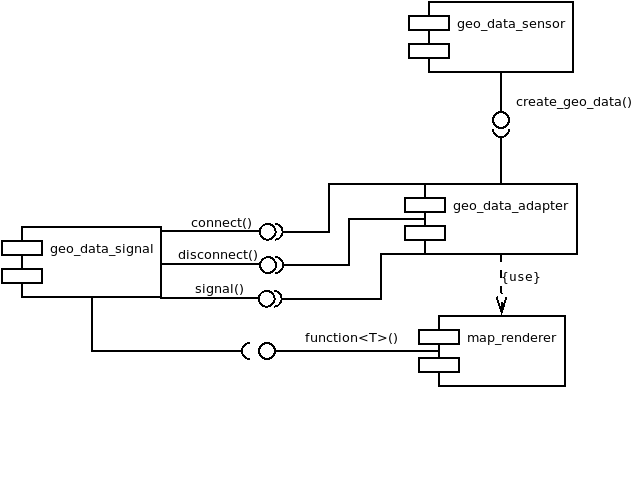 geo_data_sensor
create_geo_data()
connect()
geo_data_adapter
geo_data_signal
disconnect()
{use}
signal()
function<T>()
map_renderer